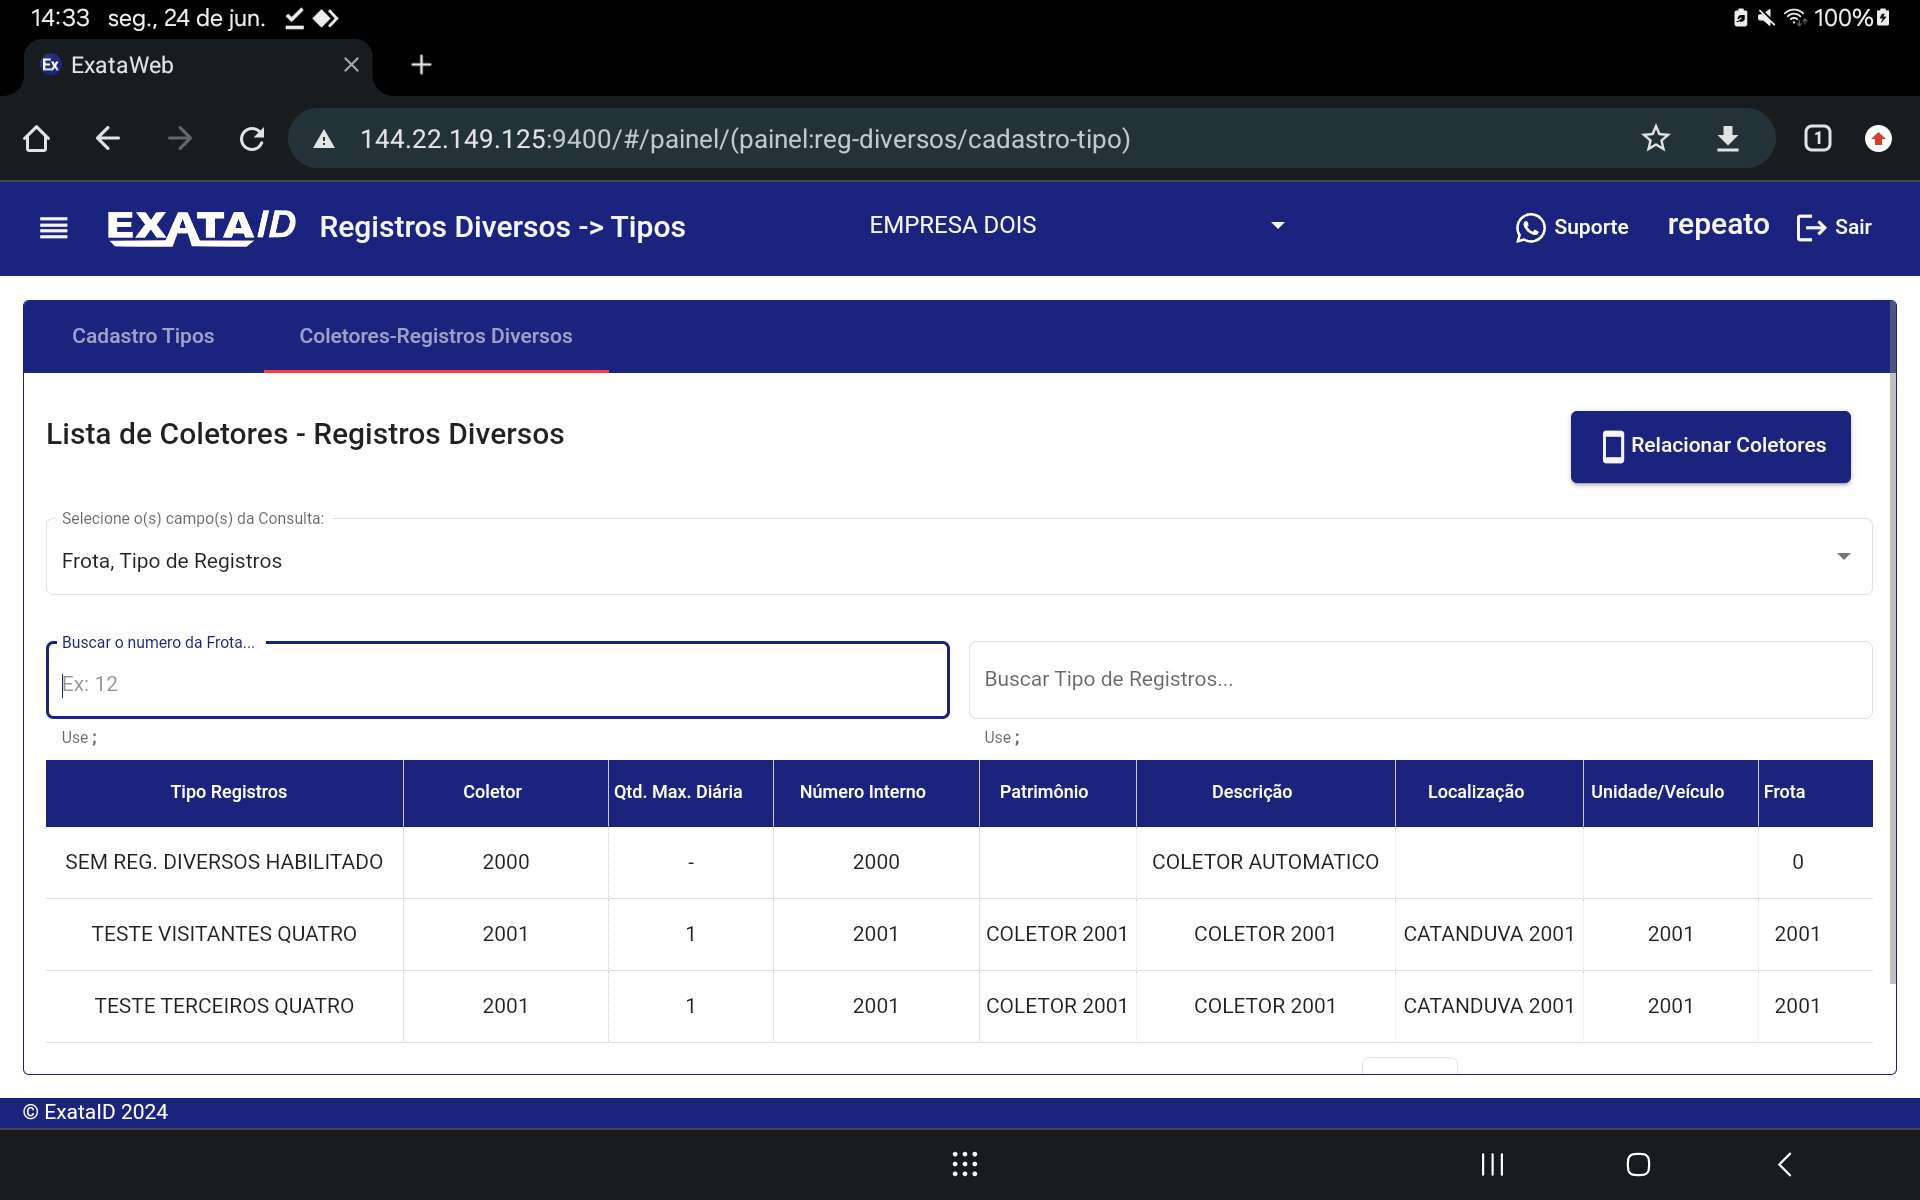 14:33 seg., 24 de jun. 100%
Ex ExataWeb
144.22.149.125:9400/#/painel/(painel:reg-diversos/cadastro-tipo) 1
EXATAID Registros Diversos -> Tipos EMPRESA DOIS Suporte repeato Sair
Cadastro Tipos Coletores-Registros Diversos
Lista de Coletores - Registros Diversos Relacionar Coletores
Selecione o(s) campo(s) da Consulta:
Frota, Tipo de Registros
Buscar o numero da Frota...
Ex: 12 Buscar Tipo de Registros...
Use ; Use ;
Tipo Registros Coletor Qtd. Max. Diária Número Interno Patrimônio Descrição Localização Unidade/Veículo Frota
SEM REG. DIVERSOS HABILITADO 2000 - 2000 COLETOR AUTOMATICO 0
TESTE VISITANTES QUATRO 2001 1 2001 COLETOR 2001 COLETOR 2001 CATANDUVA 2001 2001 2001
TESTE TERCEIROS QUATRO 2001 1 2001 COLETOR 2001 COLETOR 2001 CATANDUVA 2001 2001 2001
© ExataID 2024